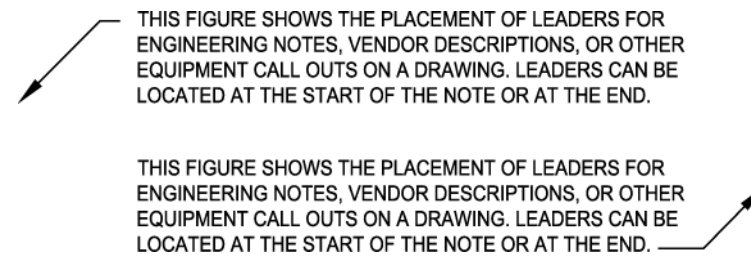 THIS FIGURE SHOWS THE PLACEMENT OF LEADERS FOR
ENGINEERING NOTES, VENDOR DESCRIPTIONS, OR OTHER
EQUIPMENT CALL OUTS ON A DRAWING. LEADERS CAN BE
LOCATED AT THE START OF THE NOTE OR AT THE END.
THIS FIGURE SHOWS THE PLACEMENT OF LEADERS FOR
ENGINEERING NOTES, VENDOR DESCRIPTIONS, OR OTHER
EQUIPMENT CALL OUTS ON A DRAWING. LEADERS CAN BE
LOCATED AT THE START OF THE NOTE OR AT THE END.